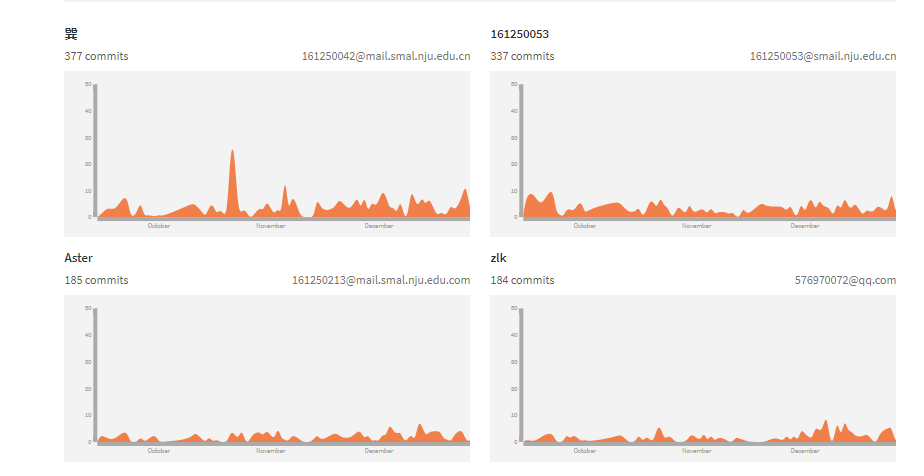 巽
377 commits 161250042@mail.smal.nju.edu.cn
50
40
30
20
10
0
October November December
161250053
337 commits 161250053@smail.nju.edu.cn
50
40
30
20
10
0
October November December
Aster
185 commits 161250213@mail.smal.nju.edu.com
50
40
30
20
10
0
October November December
zlk
184 commits 576970072@qq.com
50
40
30
20
10
0
October November December